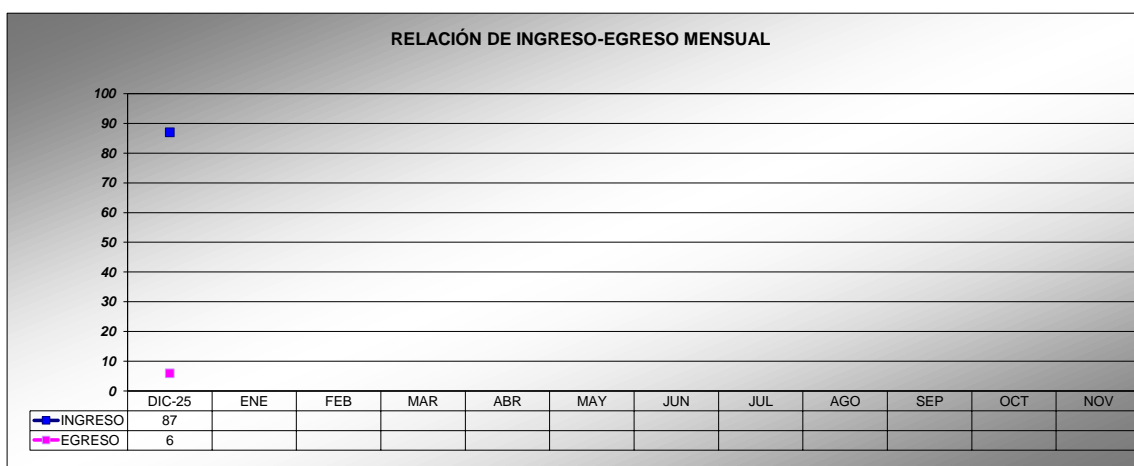 RELACIÓN DE INGRESO-EGRESO MENSUAL
100
90
80
70
60
50
40
30
20
10
0
DIC-25 ENE FEB MAR ABR MAY JUN JUL AGO SEP OCT NOV
INGRESO 87
EGRESO 6